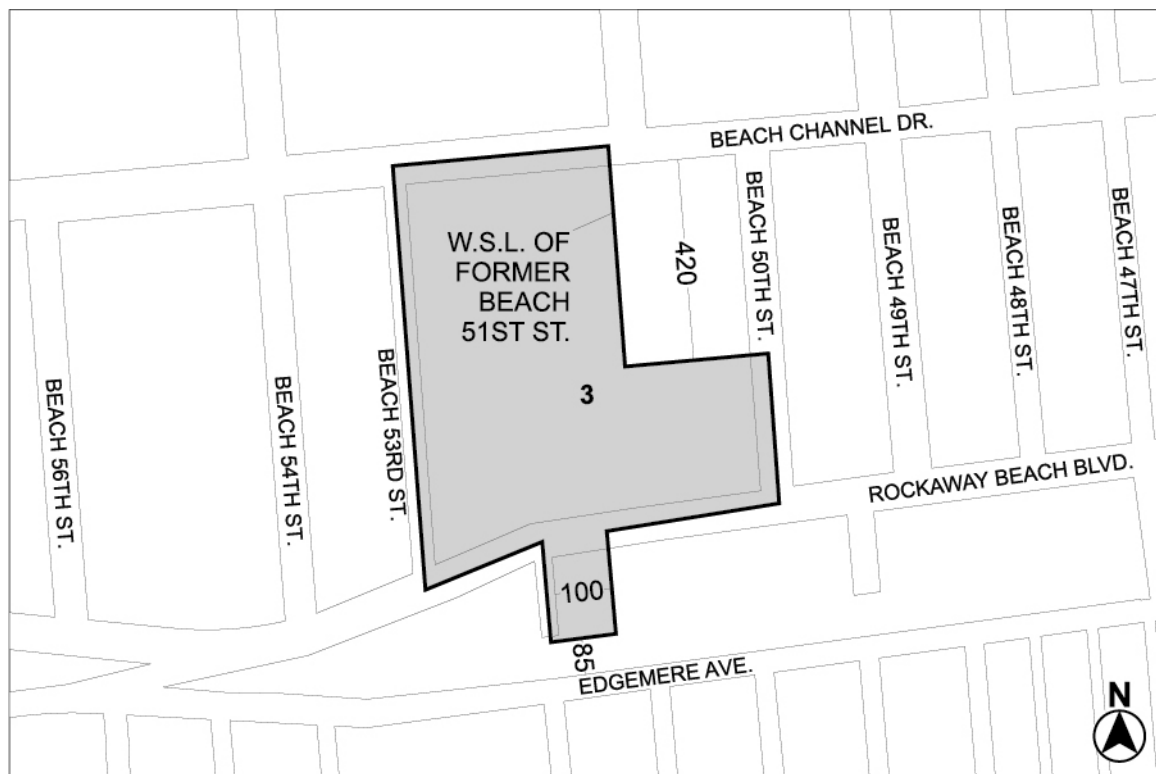 BEACH CHANNEL DR.
W.S.L. OF
FORMER
BEACH
51ST ST.
420
BEACH 50TH ST.
BEACH 49TH ST.
BEACH 48TH ST.
BEACH 47TH ST.
BEACH 56TH ST.
BEACH 54TH ST.
BEACH 53RD ST.
3
ROCKAWAY BEACH BLVD.
100
85
EDGEMERE AVE.
N